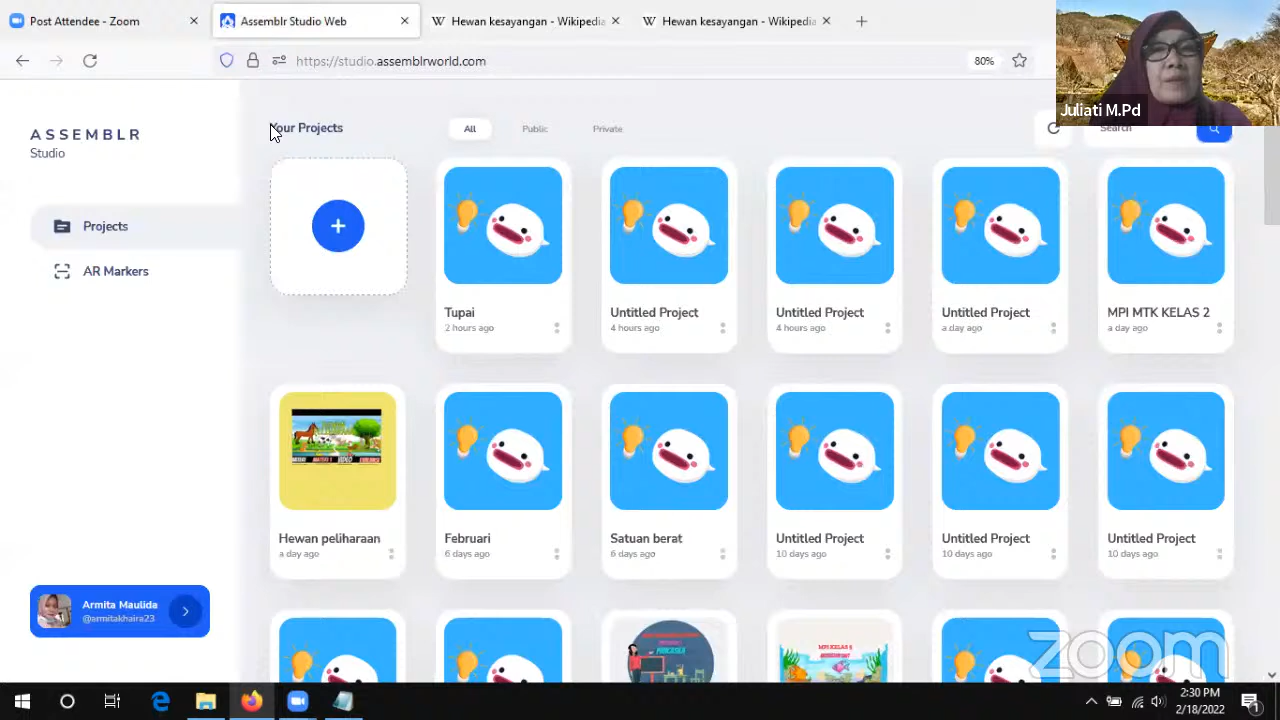 Post Attendee - Zoom
Assemblr Studio Web
Hewan kesayangan - Wikipedia
Hewan kesayangan - Wikipedia
https://studio.assemblrworld.com
80%
Juliati M.Pd
ASSEMBLR
Studio
Your Projects
All
Public
Private
Search
Projects
AR Markers
Tupai
2 hours ago
Untitled Project
4 hours ago
Untitled Project
4 hours ago
Untitled Project
a day ago
MPI MTK KELAS 2
a day ago
Hewan peliharaan
a day ago
Februari
6 days ago
Satuan berat
6 days ago
Untitled Project
10 days ago
Untitled Project
10 days ago
Untitled Project
10 days ago
Armita Maulida
@armitakhaira23
MPI KELAS 6
zoom
2:30 PM
2/18/2022
1